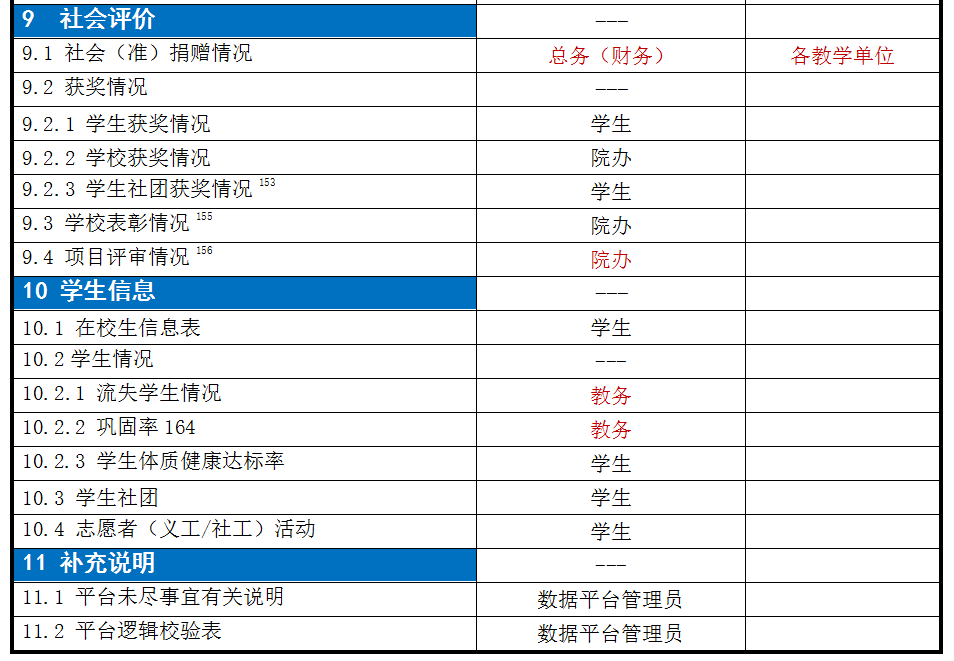 9 社会评价 ---
9.1 社会（准）捐赠情况 总务（财务） 各教学单位
9.2 获奖情况 ---
9.2.1 学生获奖情况 学生
9.2.2 学校获奖情况 院办
9.2.3 学生社团获奖情况 153 学生
9.3 学校表彰情况 155 院办
9.4 项目评审情况 156 院办
10 学生信息 ---
10.1 在校生信息表 学生
10.2学生情况 ---
10.2.1 流失学生情况 教务
10.2.2 巩固率164 教务
10.2.3 学生体质健康达标率 学生
10.3 学生社团 学生
10.4 志愿者（义工/社工）活动 学生
11 补充说明 ---
11.1 平台未尽事宜有关说明 数据平台管理员
11.2 平台逻辑校验表 数据平台管理员